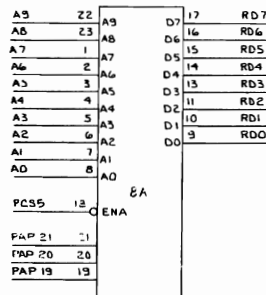 A9 22 A9 D7 17 RD7
A8 23 A8 D6 16 RD6
A7 1 A7 D5 15 RD5
A6 2 A6 D4 14 RD4
A5 3 A5 D3 13 RD3
A4 4 A4 D2 11 RD2
A3 5 A3 D1 10 RD1
A2 6 A2 D0 9 RD0
A1 7 A1
A0 8 A0
8A
PCS5 18 ENA
PAP 21 21
PAP 20 20
PAP 19 19